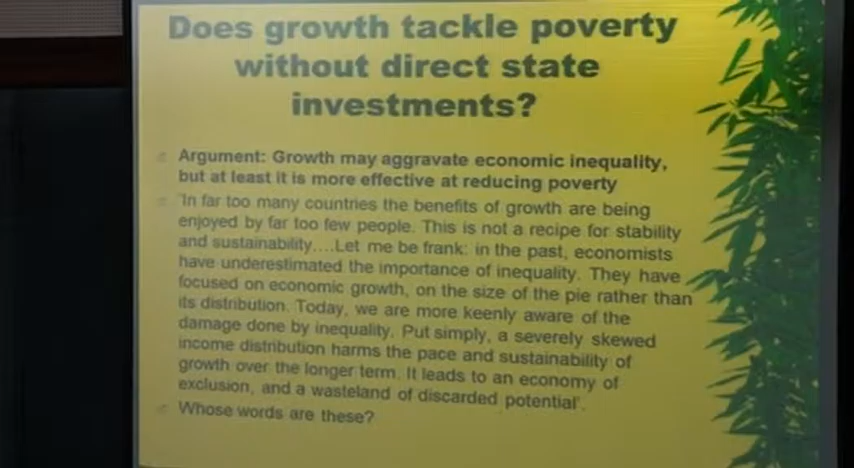 Does growth tackle poverty
without direct state
investments?
Argument: Growth may aggravate economic inequality,
but at least it is more effective at reducing poverty
'In far too many countries the benefits of growth are being
enjoyed by far too few people. This is not a recipe for stability
and sustainability….Let me be frank: in the past, economists
have underestimated the importance of inequality. They have
focused on economic growth, on the size of the pie rather than
its distribution. Today, we are more keenly aware of the
damage done by inequality. Put simply, a severely skewed
income distribution harms the pace and sustainability of
growth over the longer term. It leads to an economy of
exclusion, and a wasteland of discarded potential'.
Whose words are these?